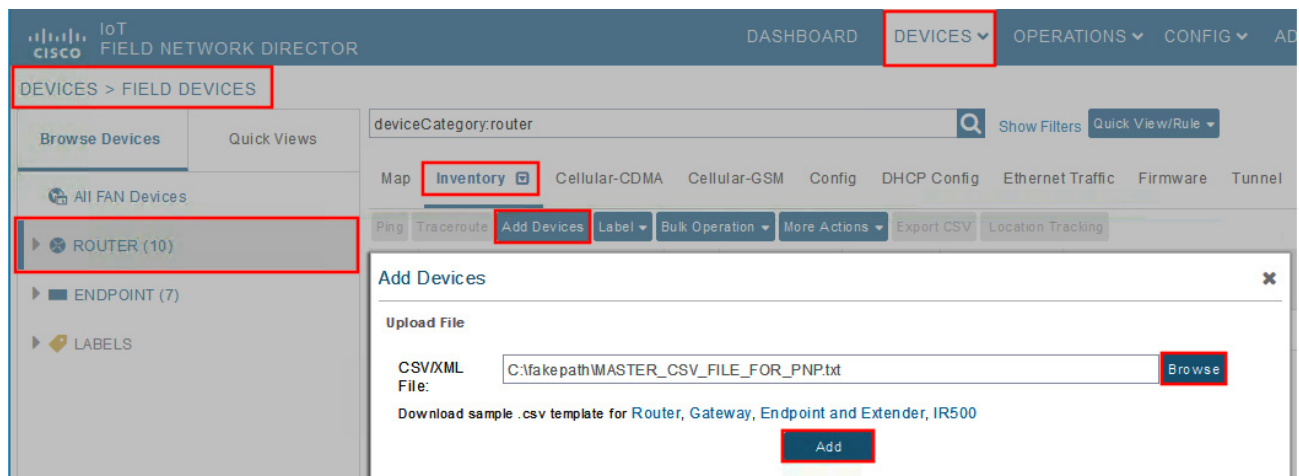 IoT
CISCO FIELD NETWORK DIRECTOR
DASHBOARD DEVICES OPERATIONS CONFIG AD
DEVICES > FIELD DEVICES
Browse Devices Quick Views
deviceCategory:router Show Filters Quick View/Rule
Map Inventory Cellular-CDMA Cellular-GSM Config DHCP Config Ethernet Traffic Firmware Tunnel
All FAN Devices
Ping Traceroute Add Devices Label Bulk Operation More Actions Export CSV Location Tracking
ROUTER (10)
ENDPOINT (7)
LABELS
Add Devices
Upload File
CSV/XML
File:
C:\fakepath\MASTER_CSV_FILE_FOR_PNP.txt Browse
Download sample .csv template for Router, Gateway, Endpoint and Extender, IR500
Add